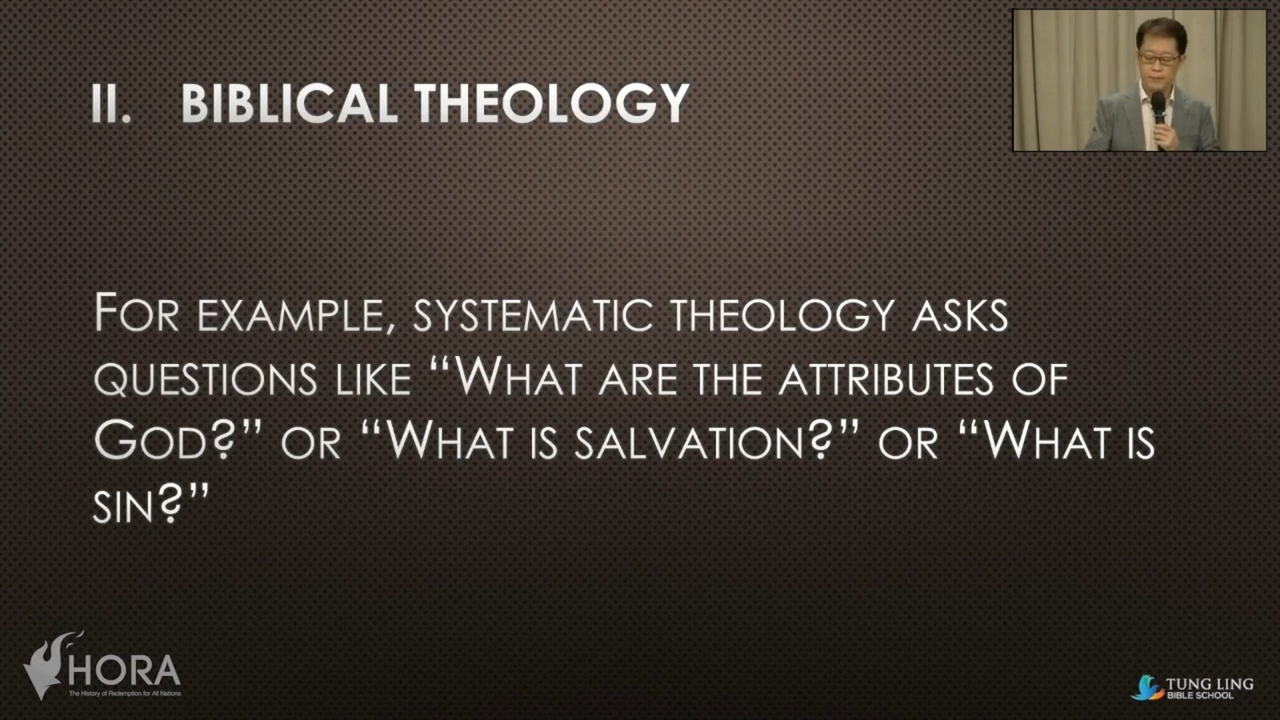 II. BIBLICAL THEOLOGY
FOR EXAMPLE, SYSTEMATIC THEOLOGY ASKS
QUESTIONS LIKE “WHAT ARE THE ATTRIBUTES OF
GOD?” OR “WHAT IS SALVATION?” OR “WHAT IS
SIN?”
HORA
The History of Redemption for All Nations
TUNG LING
BIBLE SCHOOL